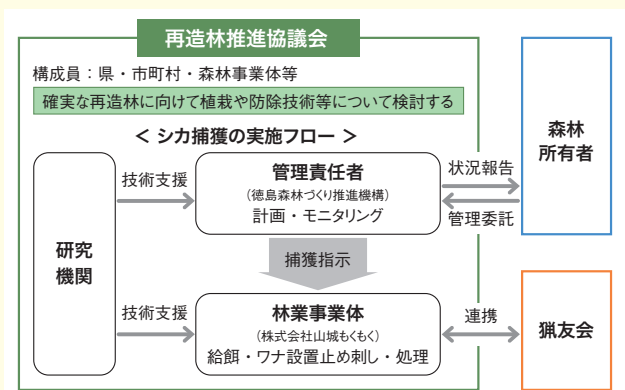 再造林推進協議会
構成員：県・市町村・森林事業体等
確実な再造林に向けて植栽や防除技術等について検討する
＜ シカ捕獲の実施フロー ＞
研究
機関
技術支援
管理責任者
（徳島森林づくり推進機構）
計画・モニタリング
状況報告
管理委託
森林
所有者
捕獲指示
技術支援
林業事業体
（株式会社山城もくもく）
給餌・ワナ設置止め刺し・処理
連携
猟友会